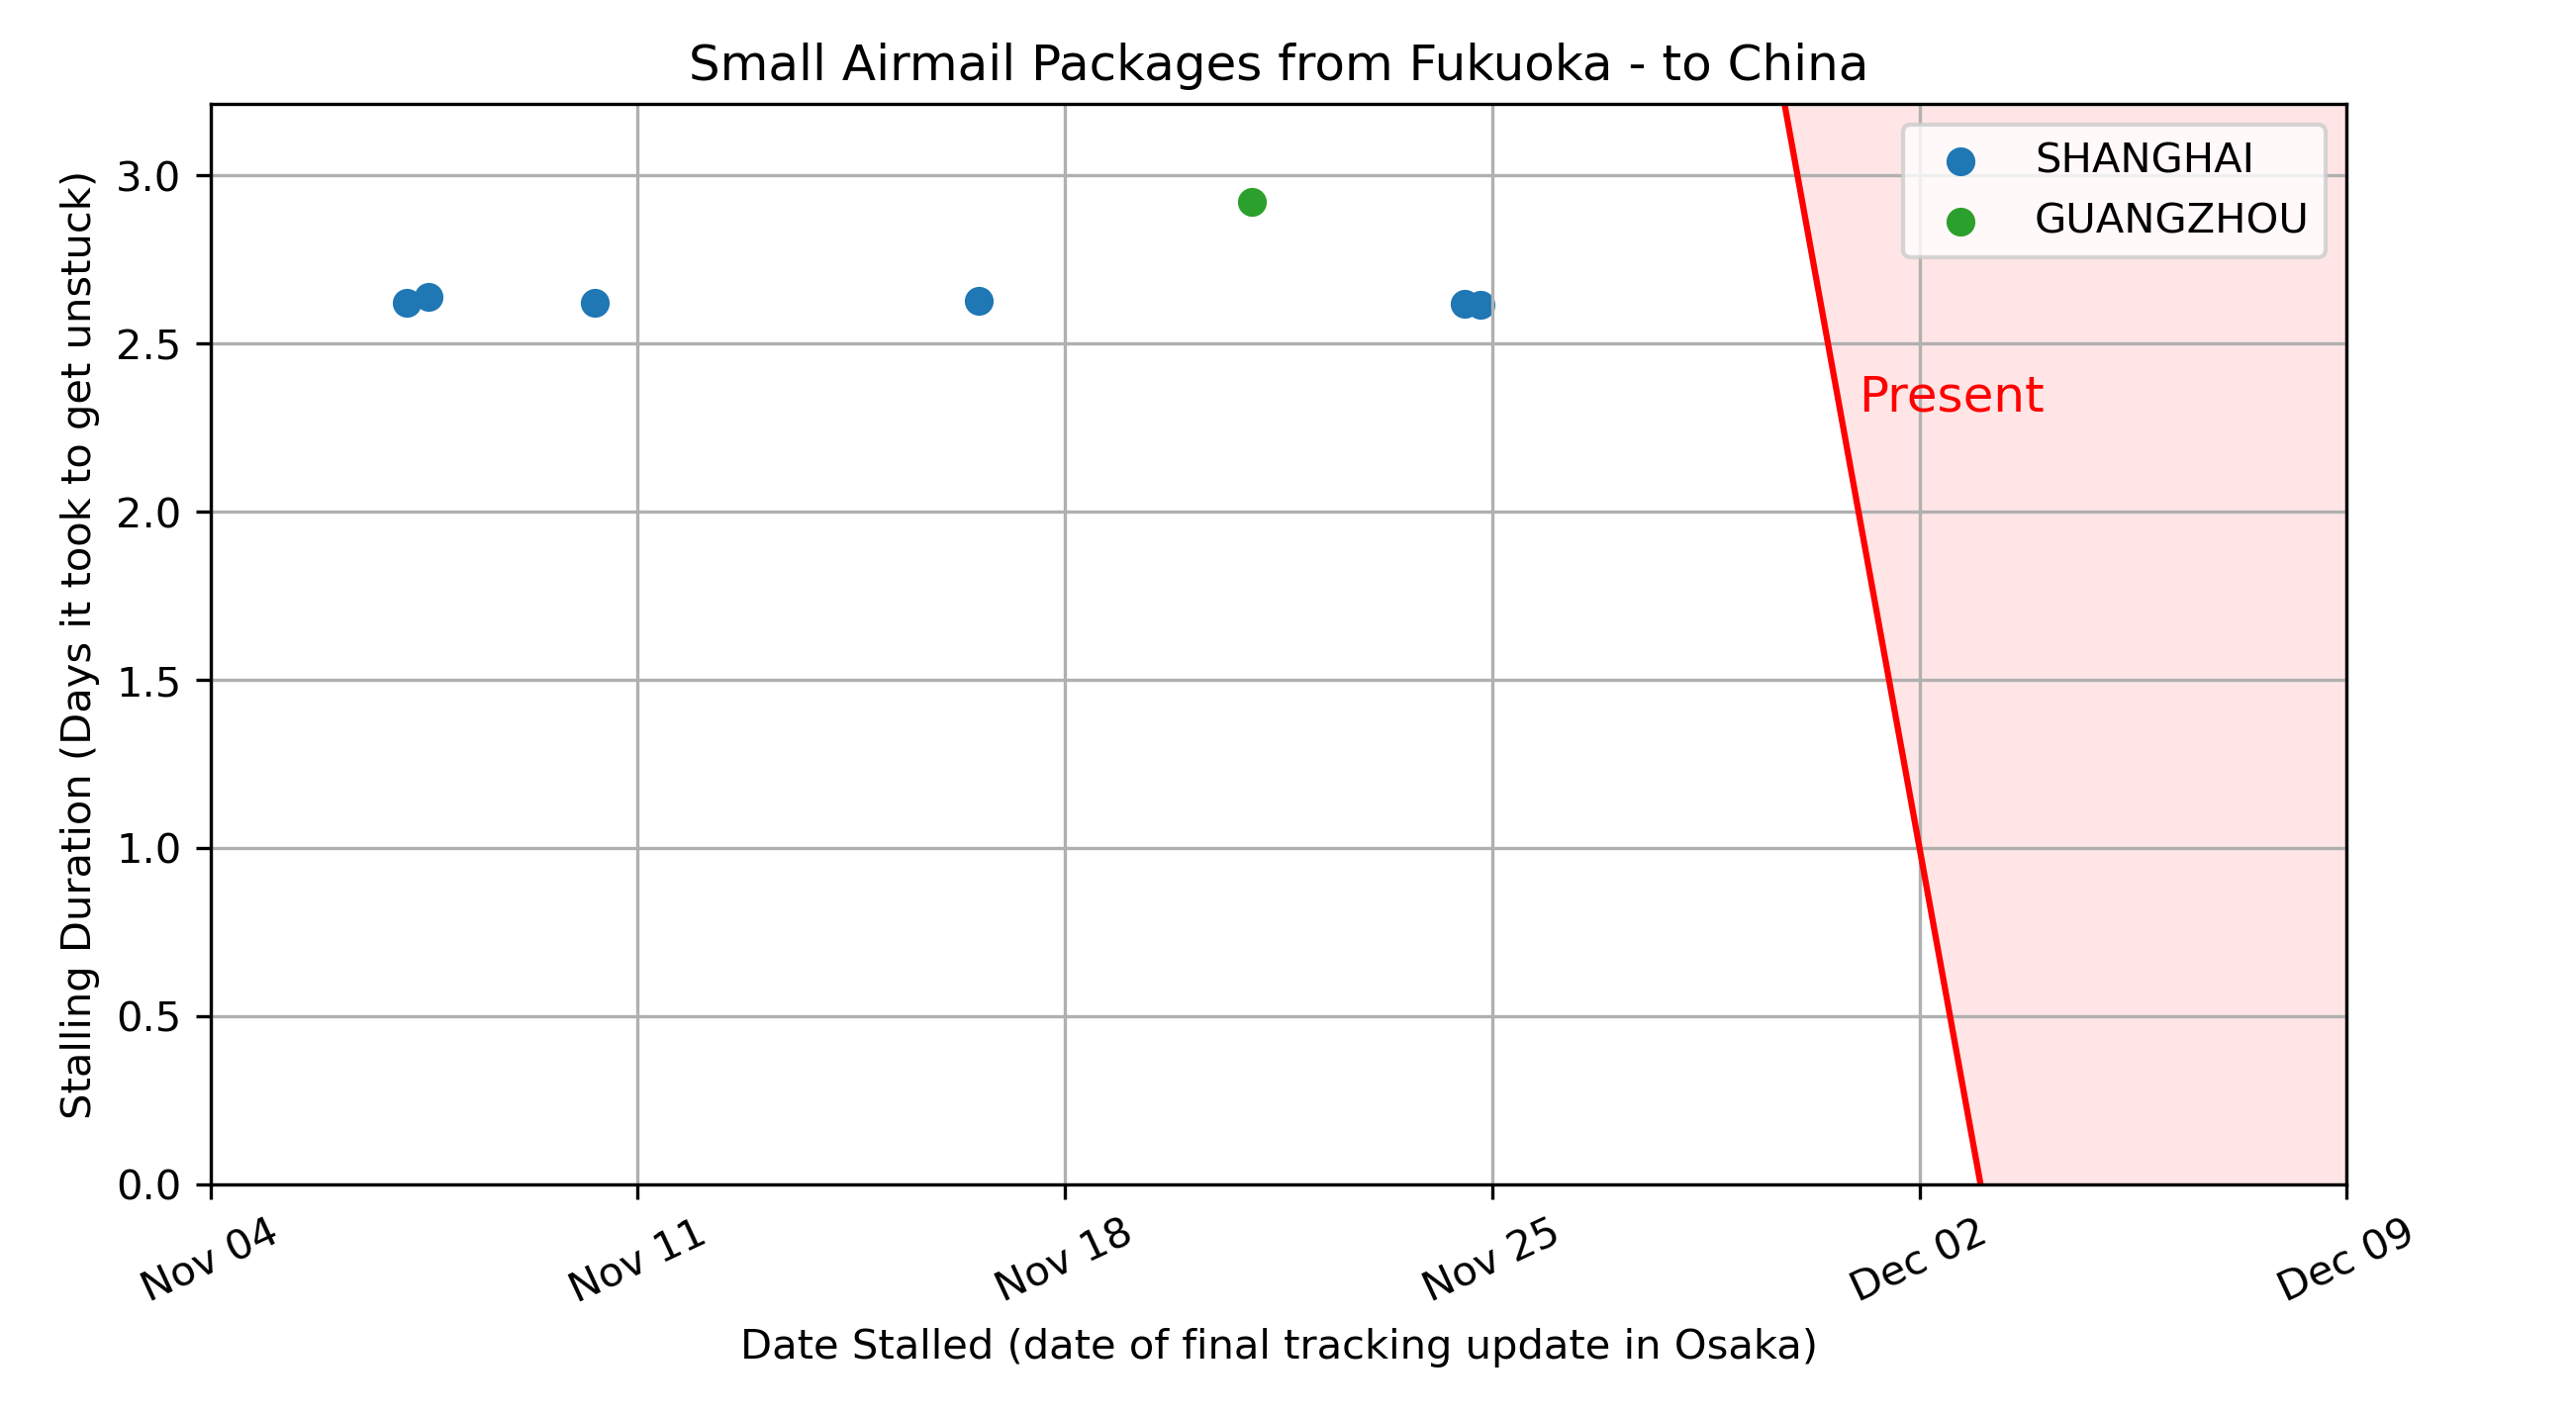 Small Airmail Packages from Fukuoka - to China
Stalling Duration (Days it took to get unstuck)
3.0
2.5
2.0
1.5
1.0
0.5
0.0
SHANGHAI
GUANGZHOU
Present
Nov 04
Nov 11
Nov 18
Nov 25
Dec 02
Dec 09
Date Stalled (date of final tracking update in Osaka)